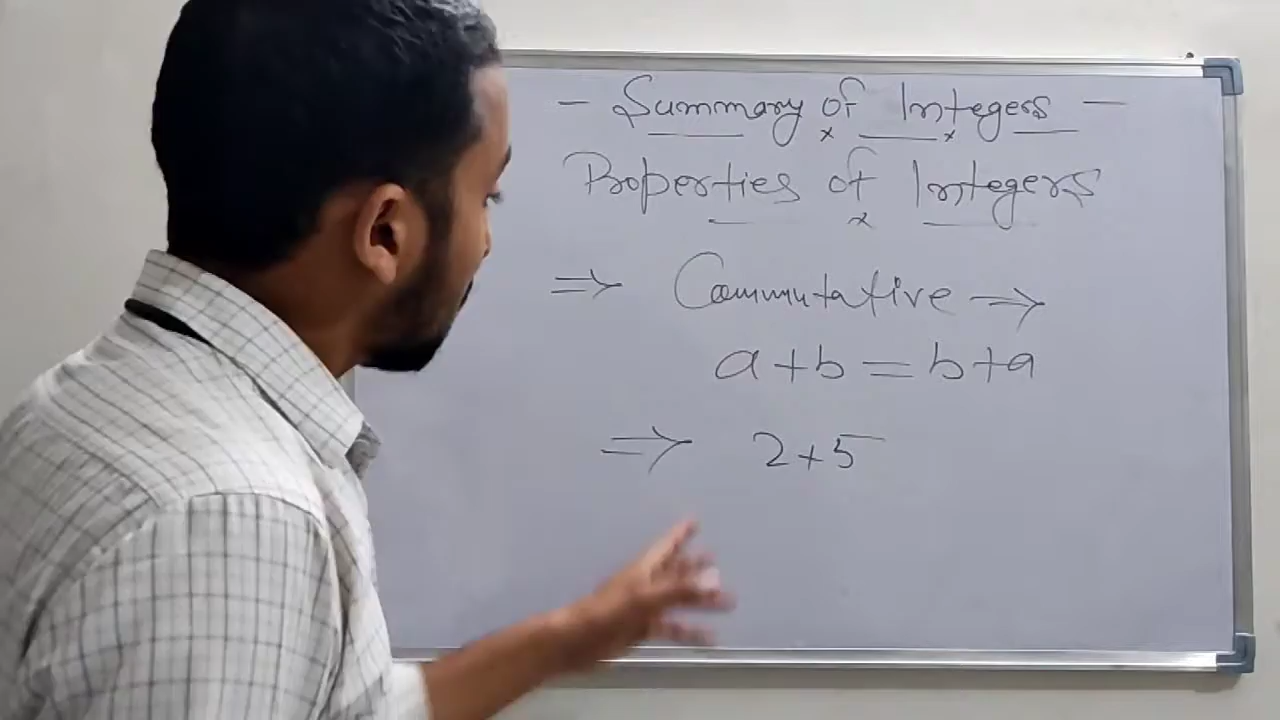 - Summary of Integers -
Properties of Integers
⇒ Commutative →
a+b=b+a
⇒ 2+5